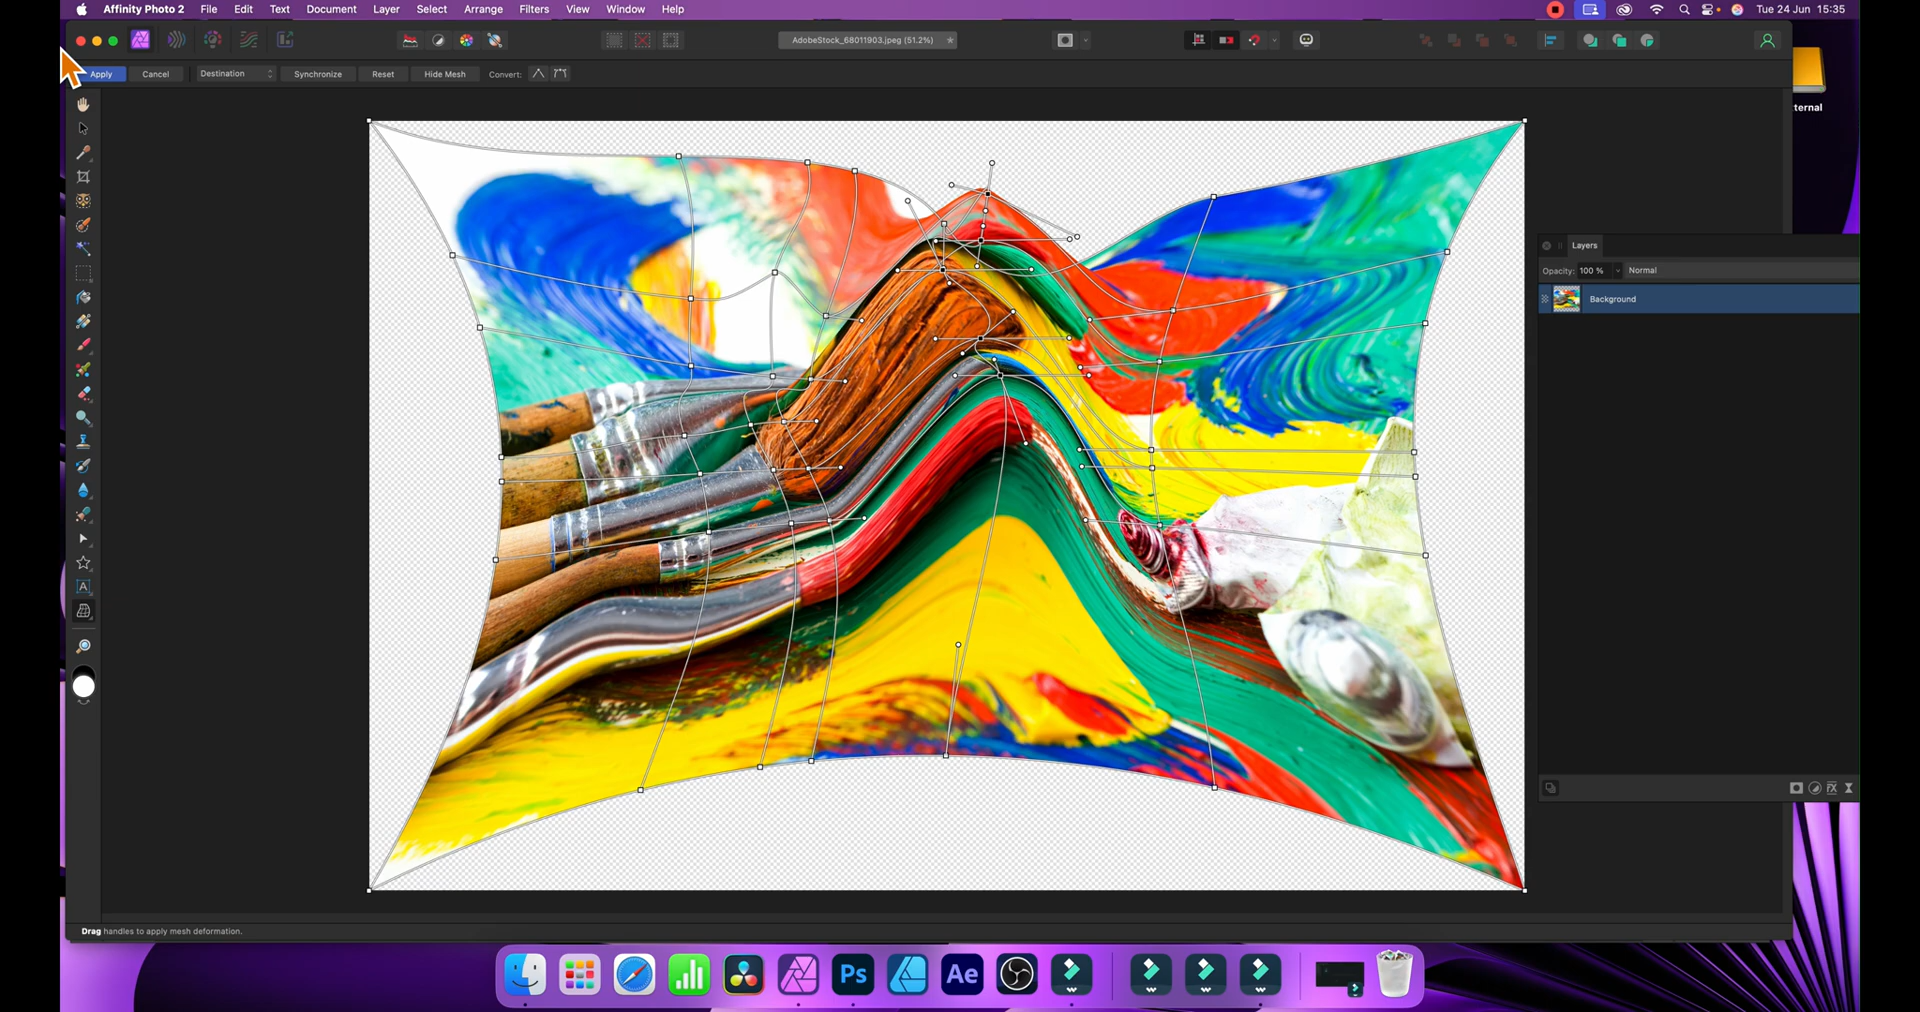 Affinity Photo 2 File Edit Text Document Layer Select Arrange Filters View Window Help Tue 24 Jun 15:35
AdobeStock_68011903.jpeg (51.2%)
Apply Cancel Destination Synchronize Reset Hide Mesh Convert:
ternal
Layers
Opacity: 100 % Normal
Background
A
FX
Drag handles to apply mesh deformation.
Ps Ae